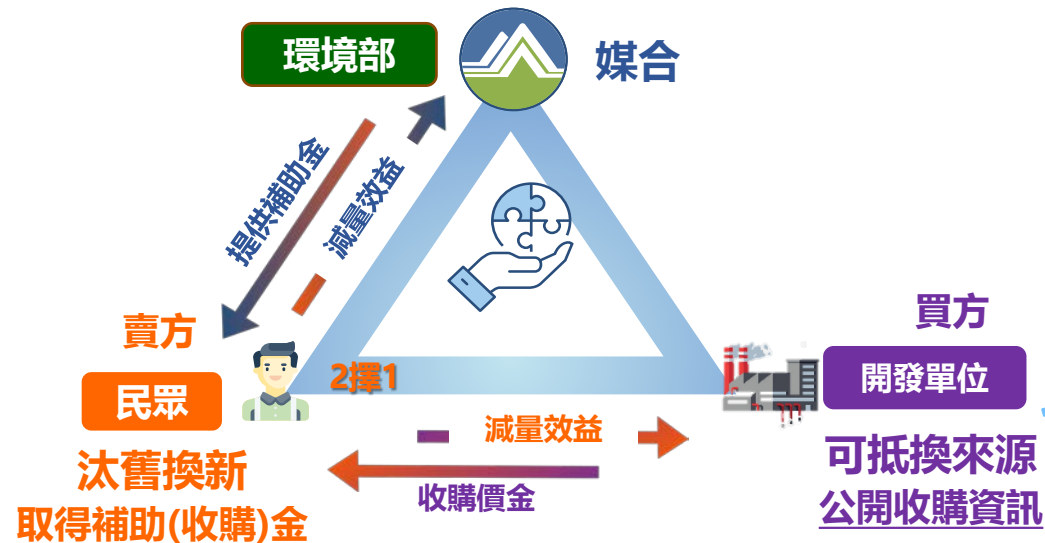 環境部
媒合
提供補助金
減量效益
賣方
民眾
2擇1
汰舊換新
取得補助(收購)金
減量效益
收購價金
買方
開發單位
可抵換來源
公開收購資訊